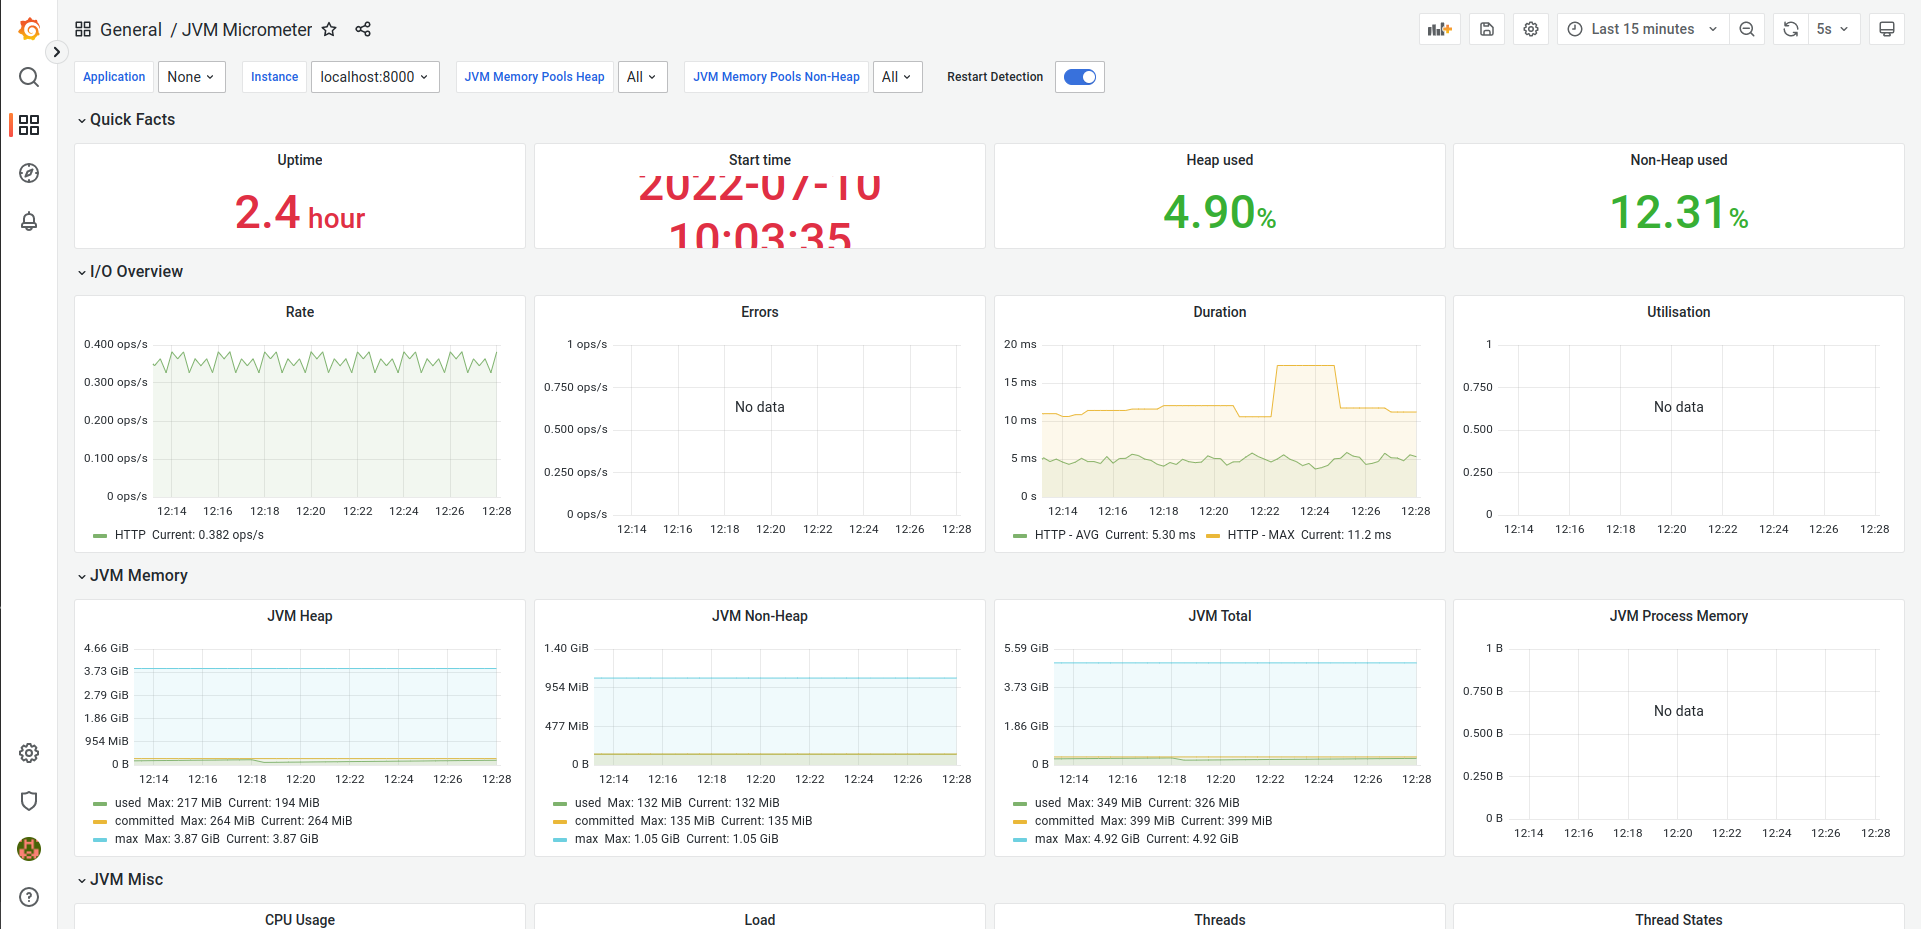 General / JVM Micrometer
Last 15 minutes
5s
Application None Instance localhost:8000 JVM Memory Pools Heap All JVM Memory Pools Non-Heap All Restart Detection
Quick Facts
Uptime
2.4 hour
Start time
2022-07-10
10:03:35
Heap used
4.90%
Non-Heap used
12.31%
I/O Overview
Rate
0.400 ops/s
0.300 ops/s
0.200 ops/s
0.100 ops/s
0 ops/s
12:14 12:16 12:18 12:20 12:22 12:24 12:26 12:28
HTTP Current: 0.382 ops/s
Errors
1 ops/s
0.750 ops/s
No data
0.500 ops/s
0.250 ops/s
0 ops/s
12:14 12:16 12:18 12:20 12:22 12:24 12:26 12:28
Duration
20 ms
15 ms
10 ms
5 ms
0 s
12:14 12:16 12:18 12:20 12:22 12:24 12:26 12:28
HTTP - AVG Current: 5.30 ms HTTP - MAX Current: 11.2 ms
Utilisation
1
0.750
No data
0.500
0.250
0
12:14 12:16 12:18 12:20 12:22 12:24 12:26 12:28
JVM Memory
JVM Heap
4.66 GiB
3.73 GiB
2.79 GiB
1.86 GiB
954 MiB
0 B
12:14 12:16 12:18 12:20 12:22 12:24 12:26 12:28
used Max: 217 MiB Current: 194 MiB
committed Max: 264 MiB Current: 264 MiB
max Max: 3.87 GiB Current: 3.87 GiB
JVM Non-Heap
1.40 GiB
954 MiB
477 MiB
0 B
12:14 12:16 12:18 12:20 12:22 12:24 12:26 12:28
used Max: 132 MiB Current: 132 MiB
committed Max: 135 MiB Current: 135 MiB
max Max: 1.05 GiB Current: 1.05 GiB
JVM Total
5.59 GiB
3.73 GiB
1.86 GiB
0 B
12:14 12:16 12:18 12:20 12:22 12:24 12:26 12:28
used Max: 349 MiB Current: 326 MiB
committed Max: 399 MiB Current: 399 MiB
max Max: 4.92 GiB Current: 4.92 GiB
JVM Process Memory
1 B
0.750 B
No data
0.500 B
0.250 B
0 B
12:14 12:16 12:18 12:20 12:22 12:24 12:26 12:28
JVM Misc
CPU Usage
Load
Threads
Thread States